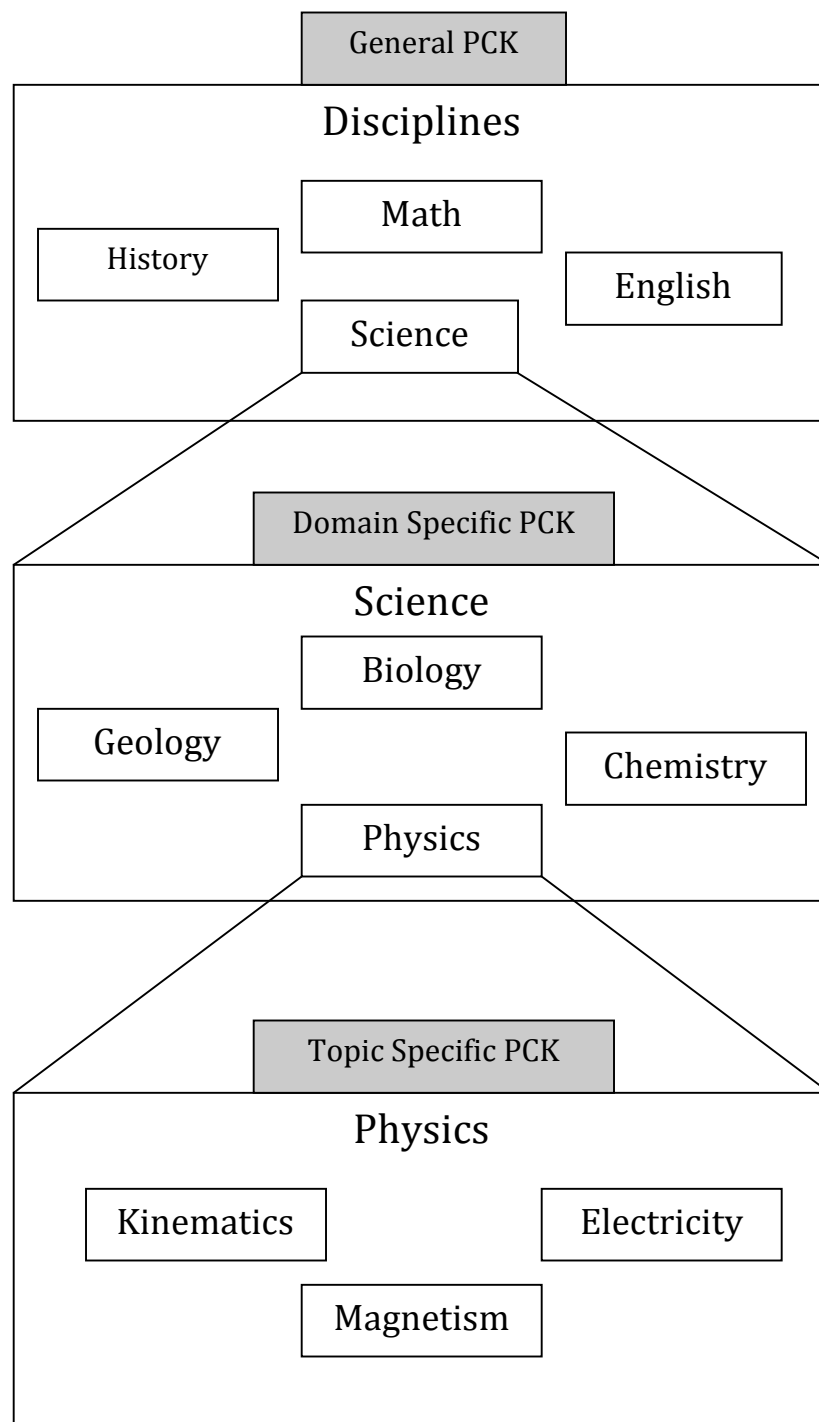 General PCK
Disciplines
Math
History
English
Science
Domain Specific PCK
Science
Biology
Geology
Chemistry
Physics
Topic Specific PCK
Physics
Kinematics
Electricity
Magnetism